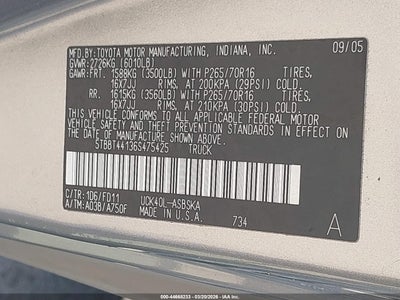 MFD.BY: TOYOTA MOTOR MANUFACTURING, INDIANA, INC. 09/05
GVWR: 2726KG (6010LB)
GAWR: FRT. 1588KG (3500LB) WITH P265/70R16 TIRES,
16X7JJ RIMS, AT 200KPA (29PSI) COLD.
RR. 1615KG (3560LB) WITH P265/70R16 TIRES,
16X7JJ RIMS, AT 210KPA (30PSI) COLD.
THIS VEHICLE CONFORMS TO ALL APPLICABLE FEDERAL MOTOR
VEHICLE SAFETY STANDARDS IN EFFECT ON THE DATE OF
MANUFACTURE SHOWN ABOVE.
5TBBT44136S475425 TRUCK
C/TR: 1D6/FD11 UCK40L-ASBSKA
A/TM: A03B/A750F MADE IN U.S.A. 734 A
000-44668233 - 03/20/2026 - IAA Inc.